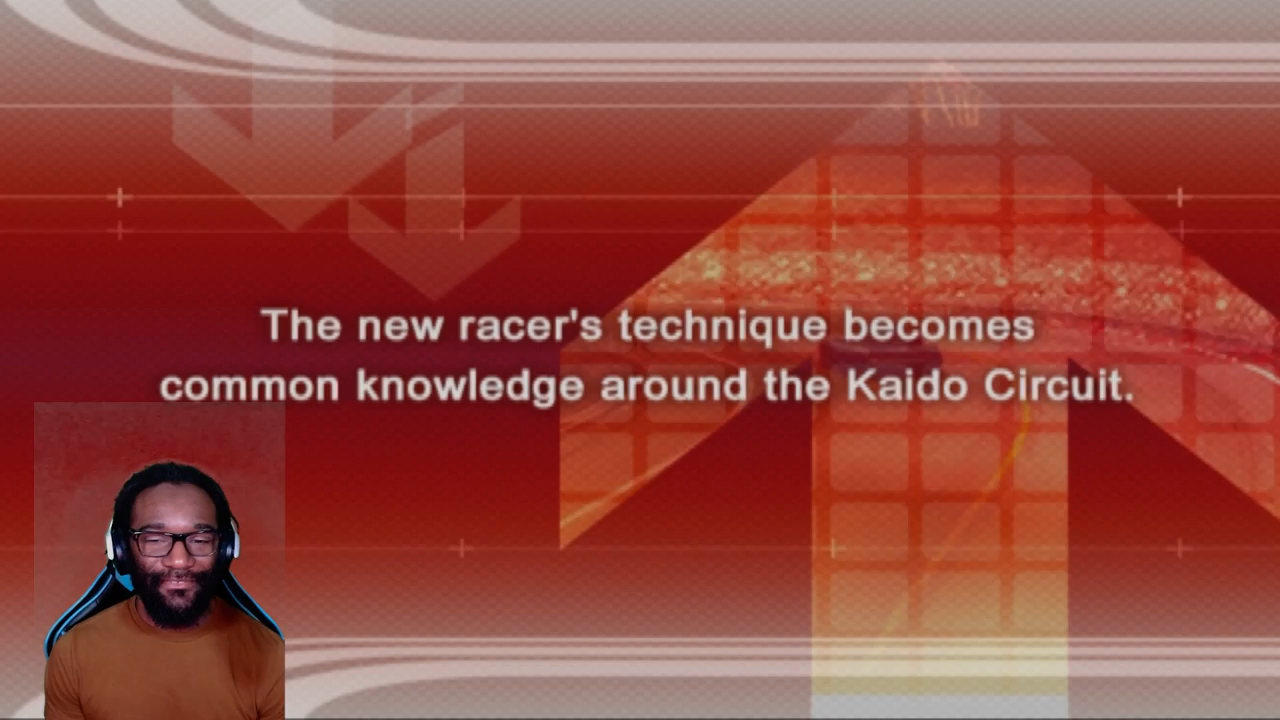 The new racer's technique becomes
common knowledge around the Kaido Circuit.